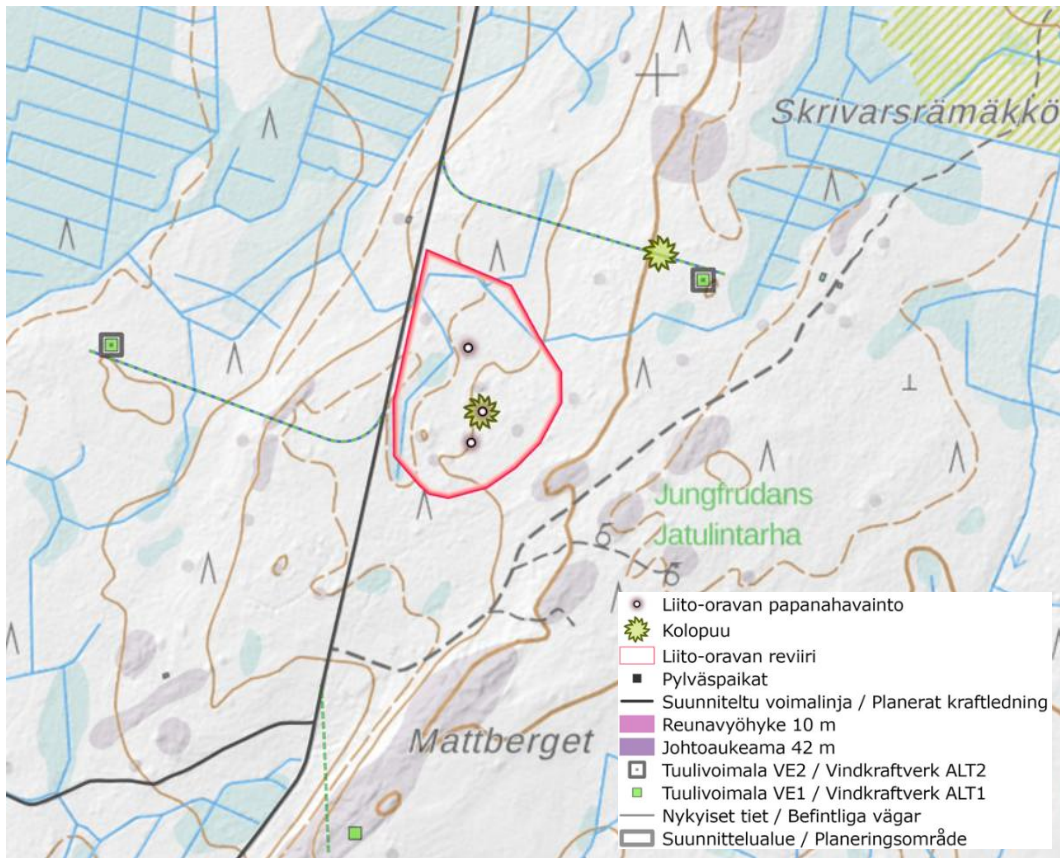 Skrivarsrämäkkö
Jungfrudans
Jatulintarha
5
5
Mattberget
Liito-oravan papanahavainto
Kolopuu
Liito-oravan reviiri
Pylväspaikat
Suunniteltu voimalinja / Planerat kraftledning
Reunavyöhyke 10 m
Johtoaukeama 42 m
Tuulivoimala VE2 / Vindkraftverk ALT2
Tuulivoimala VE1 / Vindkraftverk ALT1
Nykyiset tiet / Befintliga vägar
Suunnittelualue / Planeringsområde